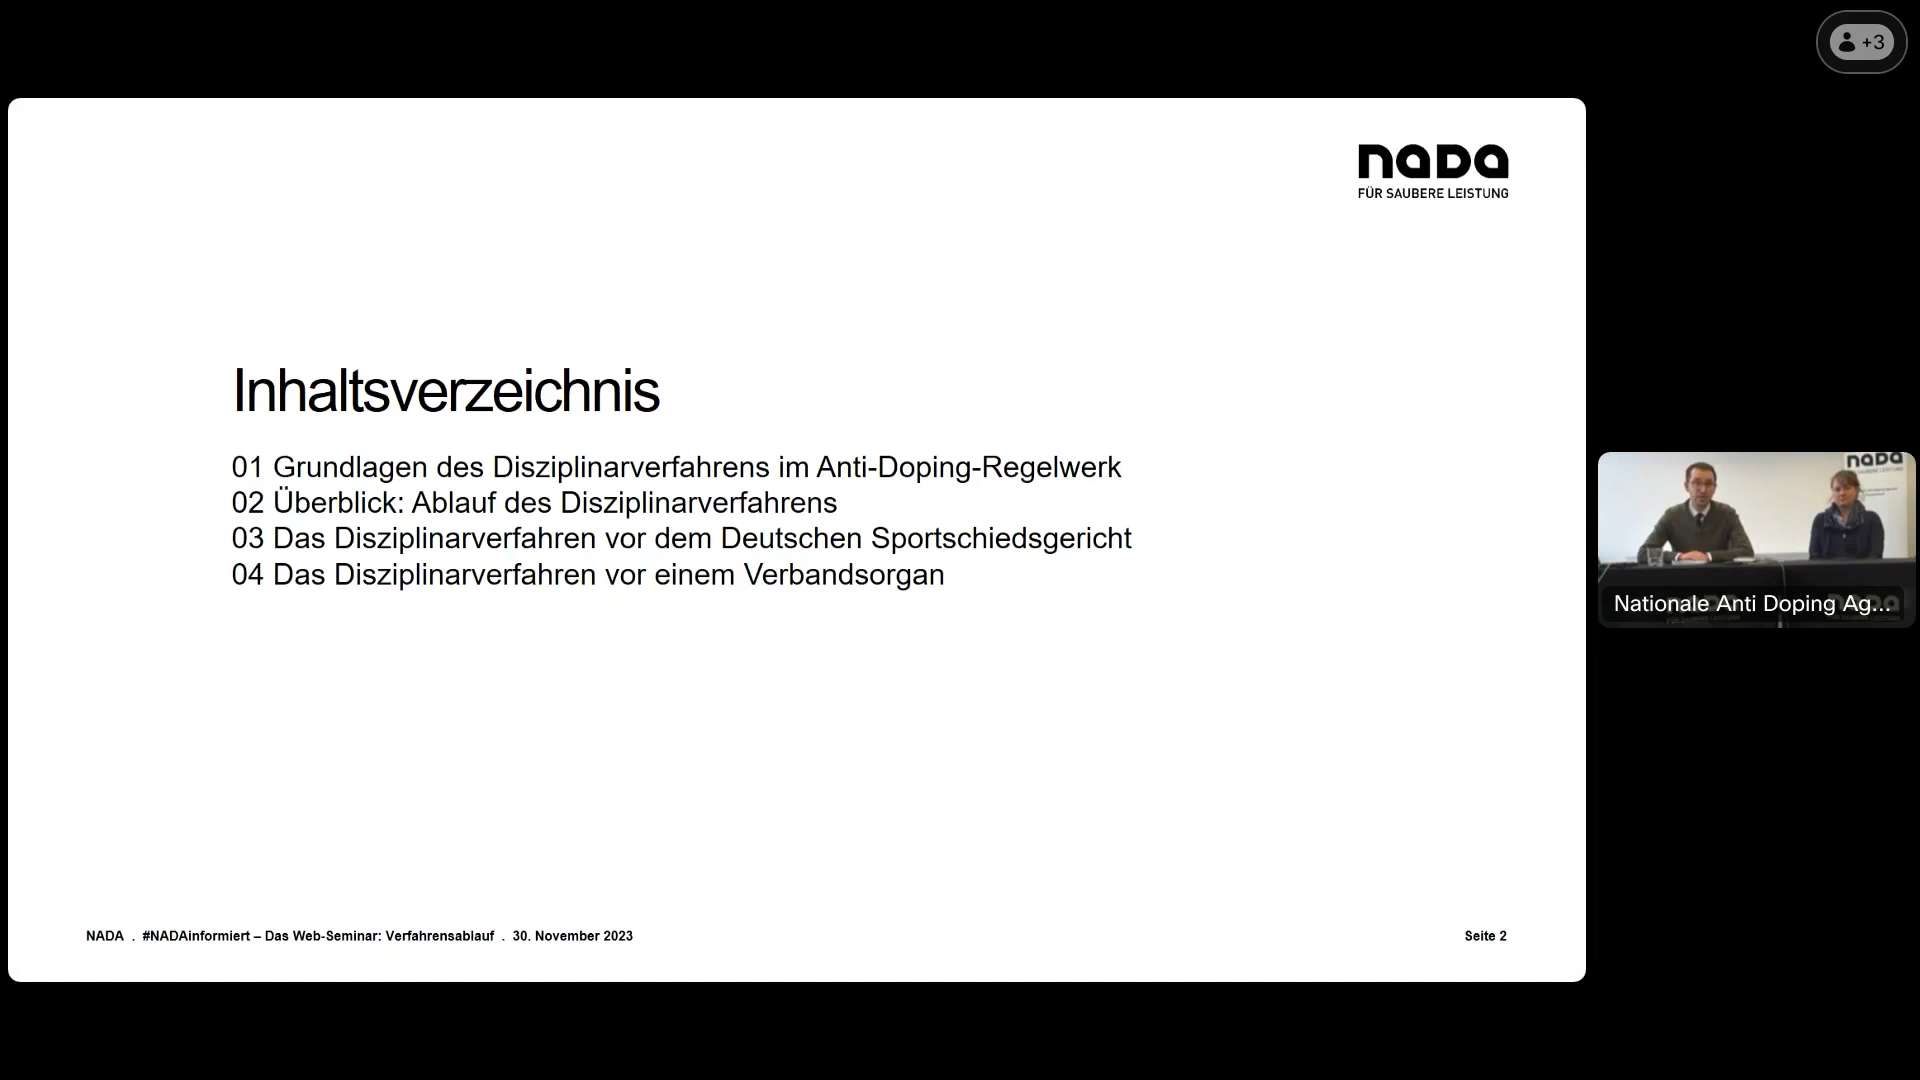 +3
nada
FÜR SAUBERE LEISTUNG
Inhaltsverzeichnis
01 Grundlagen des Disziplinarverfahrens im Anti-Doping-Regelwerk
02 Überblick: Ablauf des Disziplinarverfahrens
03 Das Disziplinarverfahren vor dem Deutschen Sportschiedsgericht
04 Das Disziplinarverfahren vor einem Verbandsorgan
nada
Nationale Anti Doping Ag...
NADA . #NADAinformiert – Das Web-Seminar: Verfahrensablauf . 30. November 2023
Seite 2